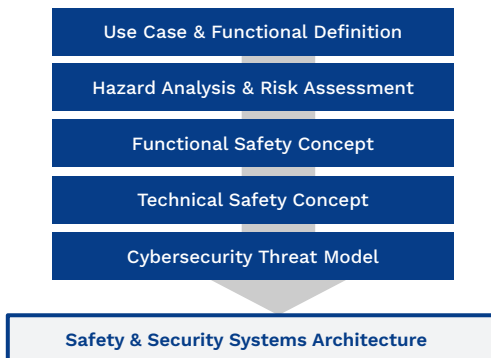 Use Case & Functional Definition
Hazard Analysis & Risk Assessment
Functional Safety Concept
Technical Safety Concept
Cybersecurity Threat Model
Safety & Security Systems Architecture